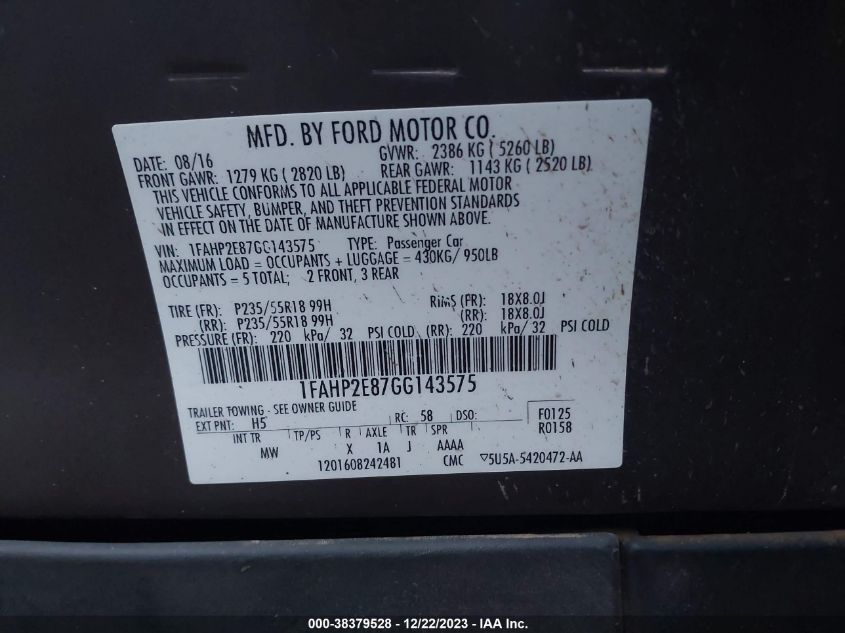 MFD. BY FORD MOTOR CO.
DATE: 08/16 GVWR: 2386 KG ( 5260 LB)
FRONT GAWR: 1279 KG ( 2820 LB) REAR GAWR: 1143 KG ( 2520 LB)
THIS VEHICLE CONFORMS TO ALL APPLICABLE FEDERAL MOTOR
VEHICLE SAFETY, BUMPER, AND THEFT PREVENTION STANDARDS
IN EFFECT ON THE DATE OF MANUFACTURE SHOWN ABOVE.
VIN: 1FAHP2E87GG143575 TYPE: Passenger Car
MAXIMUM LOAD = OCCUPANTS + LUGGAGE = 430KG/ 950LB
OCCUPANTS = 5 TOTAL; 2 FRONT, 3 REAR
TIRE (FR): P235/55R18 99H RIMS (FR): 18X8.0J
(RR): P235/55R18 99H (RR): 18X8.0J
PRESSURE (FR): 220 kPa/ 32 PSI COLD (RR): 220 kPa/ 32 PSI COLD
1FAHP2E87GG143575
TRAILER TOWING - SEE OWNER GUIDE
EXT PNT: H5 RC: 58 DSO: F0125
INT TR TP/PS R AXLE TR SPR R0158
MW X 1A J AAAA
1201608242481 CMC ▽5U5A-5420472-AA
000-38379528 - 12/22/2023 - IAA Inc.